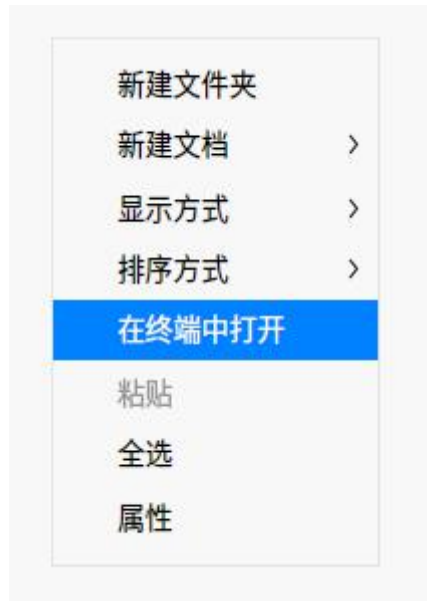 新建文件夹
新建文档
显示方式
排序方式
在终端中打开
粘贴
全选
属性